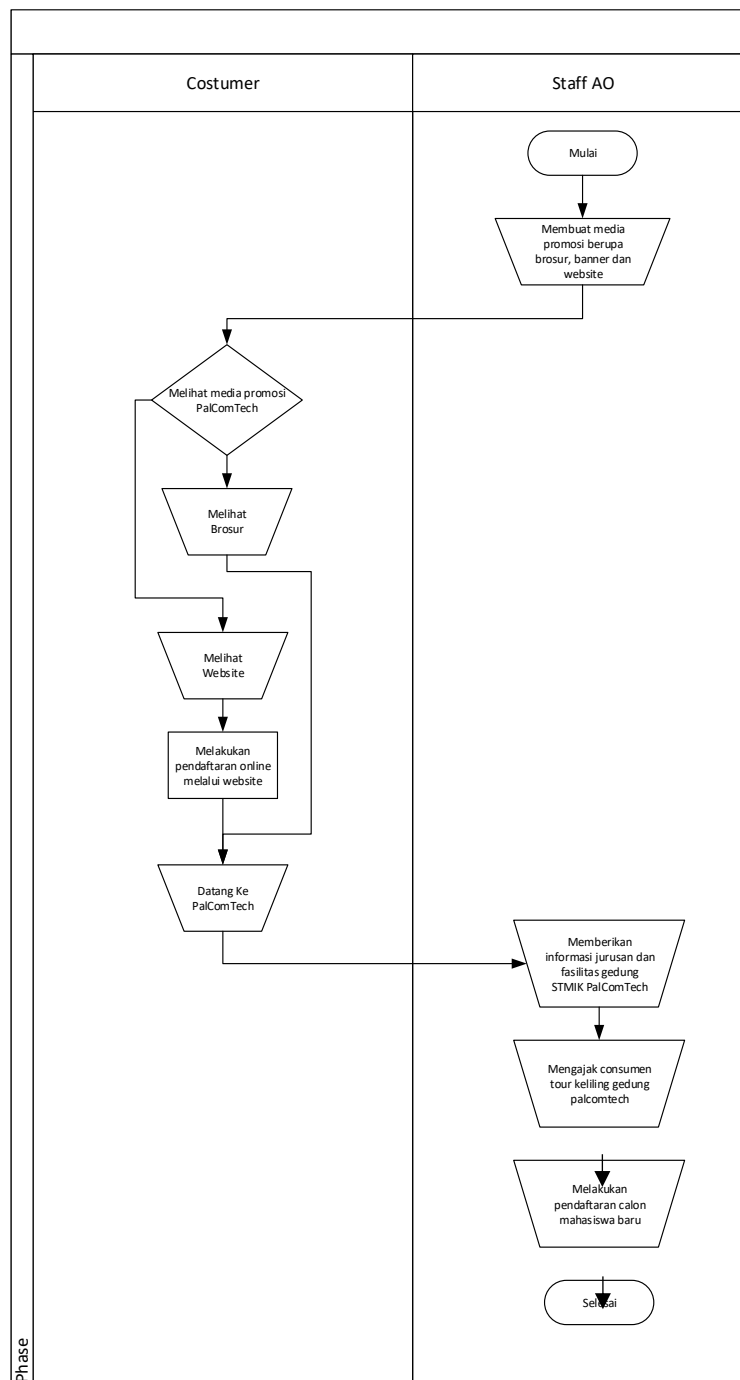 Costumer
Staff AO
Mulai
Membuat media
promosi berupa
brosur, banner dan
website
Melihat media promosi
PalComTech
Melihat
Brosur
Melihat
Website
Melakukan
pendaftaran online
melalui website
Datang Ke
PalComTech
Memberikan
informasi jurusan dan
fasilitas gedung
STMIK PalComTech
Mengajak consumen
tour keliling gedung
palcomtech
Melakukan
pendaftaran calon
mahasiswa baru
Selesai
Phase